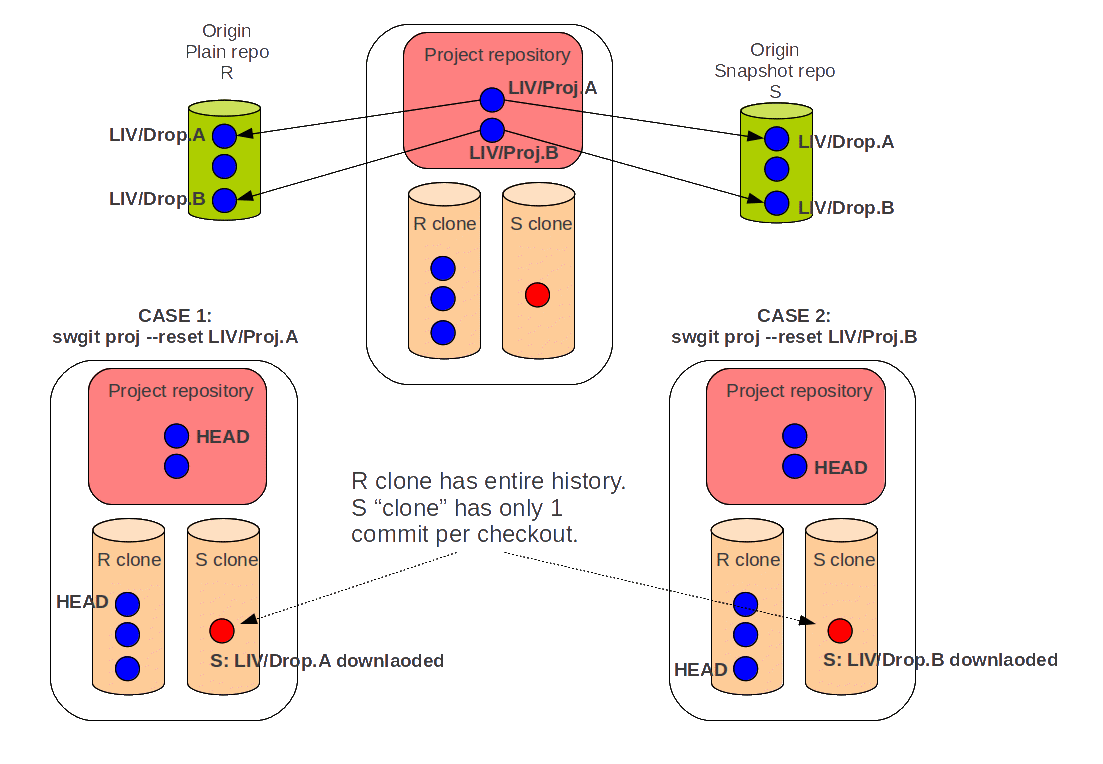 Origin
Plain repo
R
Project repository
LIV/Proj.A
LIV/Proj.B
Origin
Snapshot repo
S
LIV/Drop.A
LIV/Drop.B
LIV/Drop.A
LIV/Drop.B
R clone
S clone
CASE 1:
swgit proj --reset LIV/Proj.A
CASE 2:
swgit proj --reset LIV/Proj.B
Project repository
HEAD
R clone
S clone
HEAD
S: LIV/Drop.A downlaoded
R clone has entire history.
S “clone” has only 1
commit per checkout.
Project repository
HEAD
R clone
S clone
HEAD
S: LIV/Drop.B downlaoded